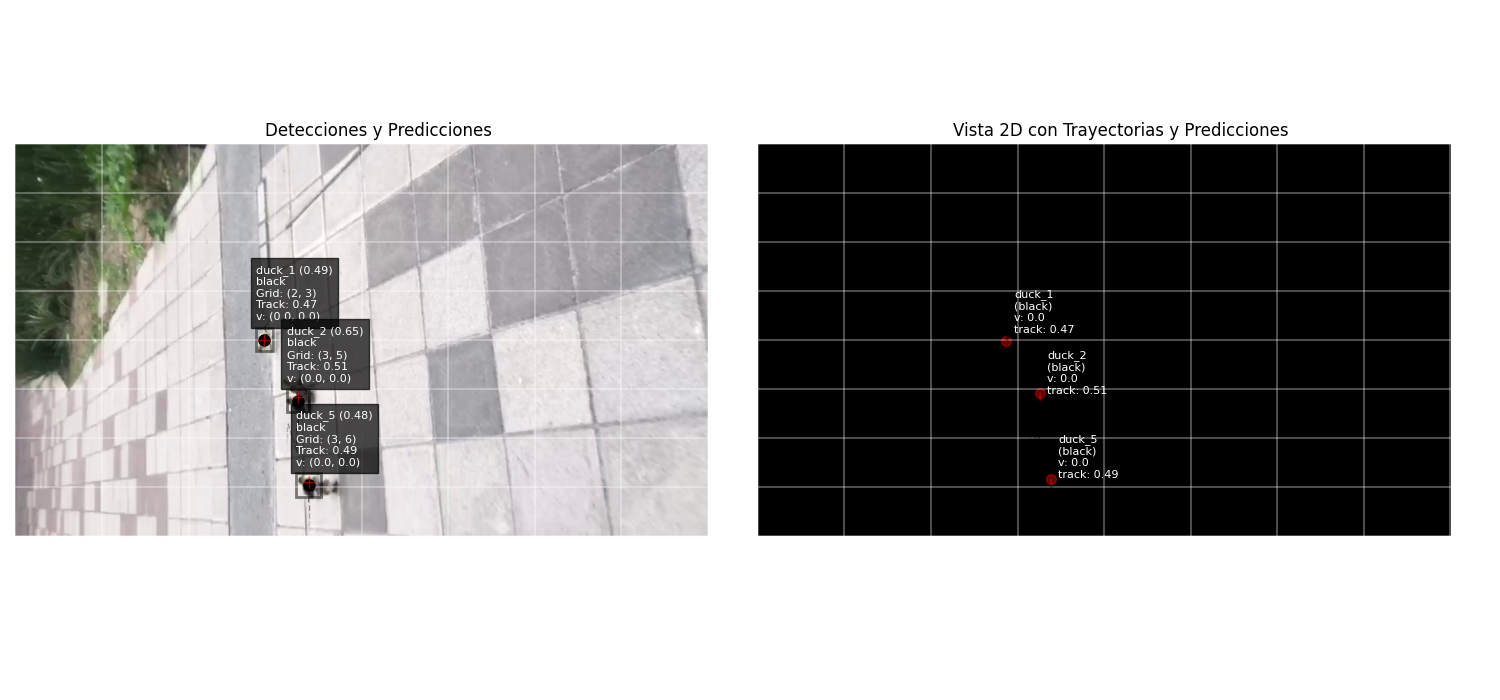 Detecciones y Predicciones
duck_1 (0.49)
black
Grid: (2, 3)
Track: 0.47
v: (0.0, 0.0)
duck_2 (0.65)
black
Grid: (3, 5)
Track: 0.51
v: (0.0, 0.0)
duck_5 (0.48)
black
Grid: (3, 6)
Track: 0.49
v: (0.0, 0.0)
Vista 2D con Trayectorias y Predicciones
duck_1
(black)
v: 0.0
track: 0.47
duck_2
(black)
v: 0.0
track: 0.51
duck_5
(black)
v: 0.0
track: 0.49